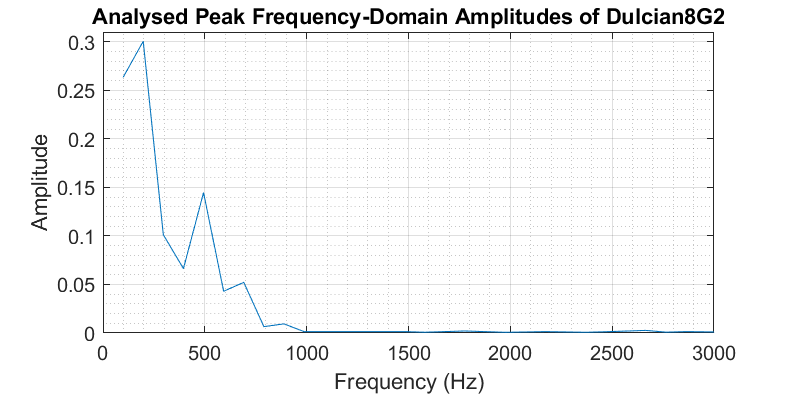 Analysed Peak Frequency-Domain Amplitudes of Dulcian8G2
0.3
0.25
0.2
0.15
0.1
0.05
0
Amplitude
0 500 1000 1500 2000 2500 3000
Frequency (Hz)